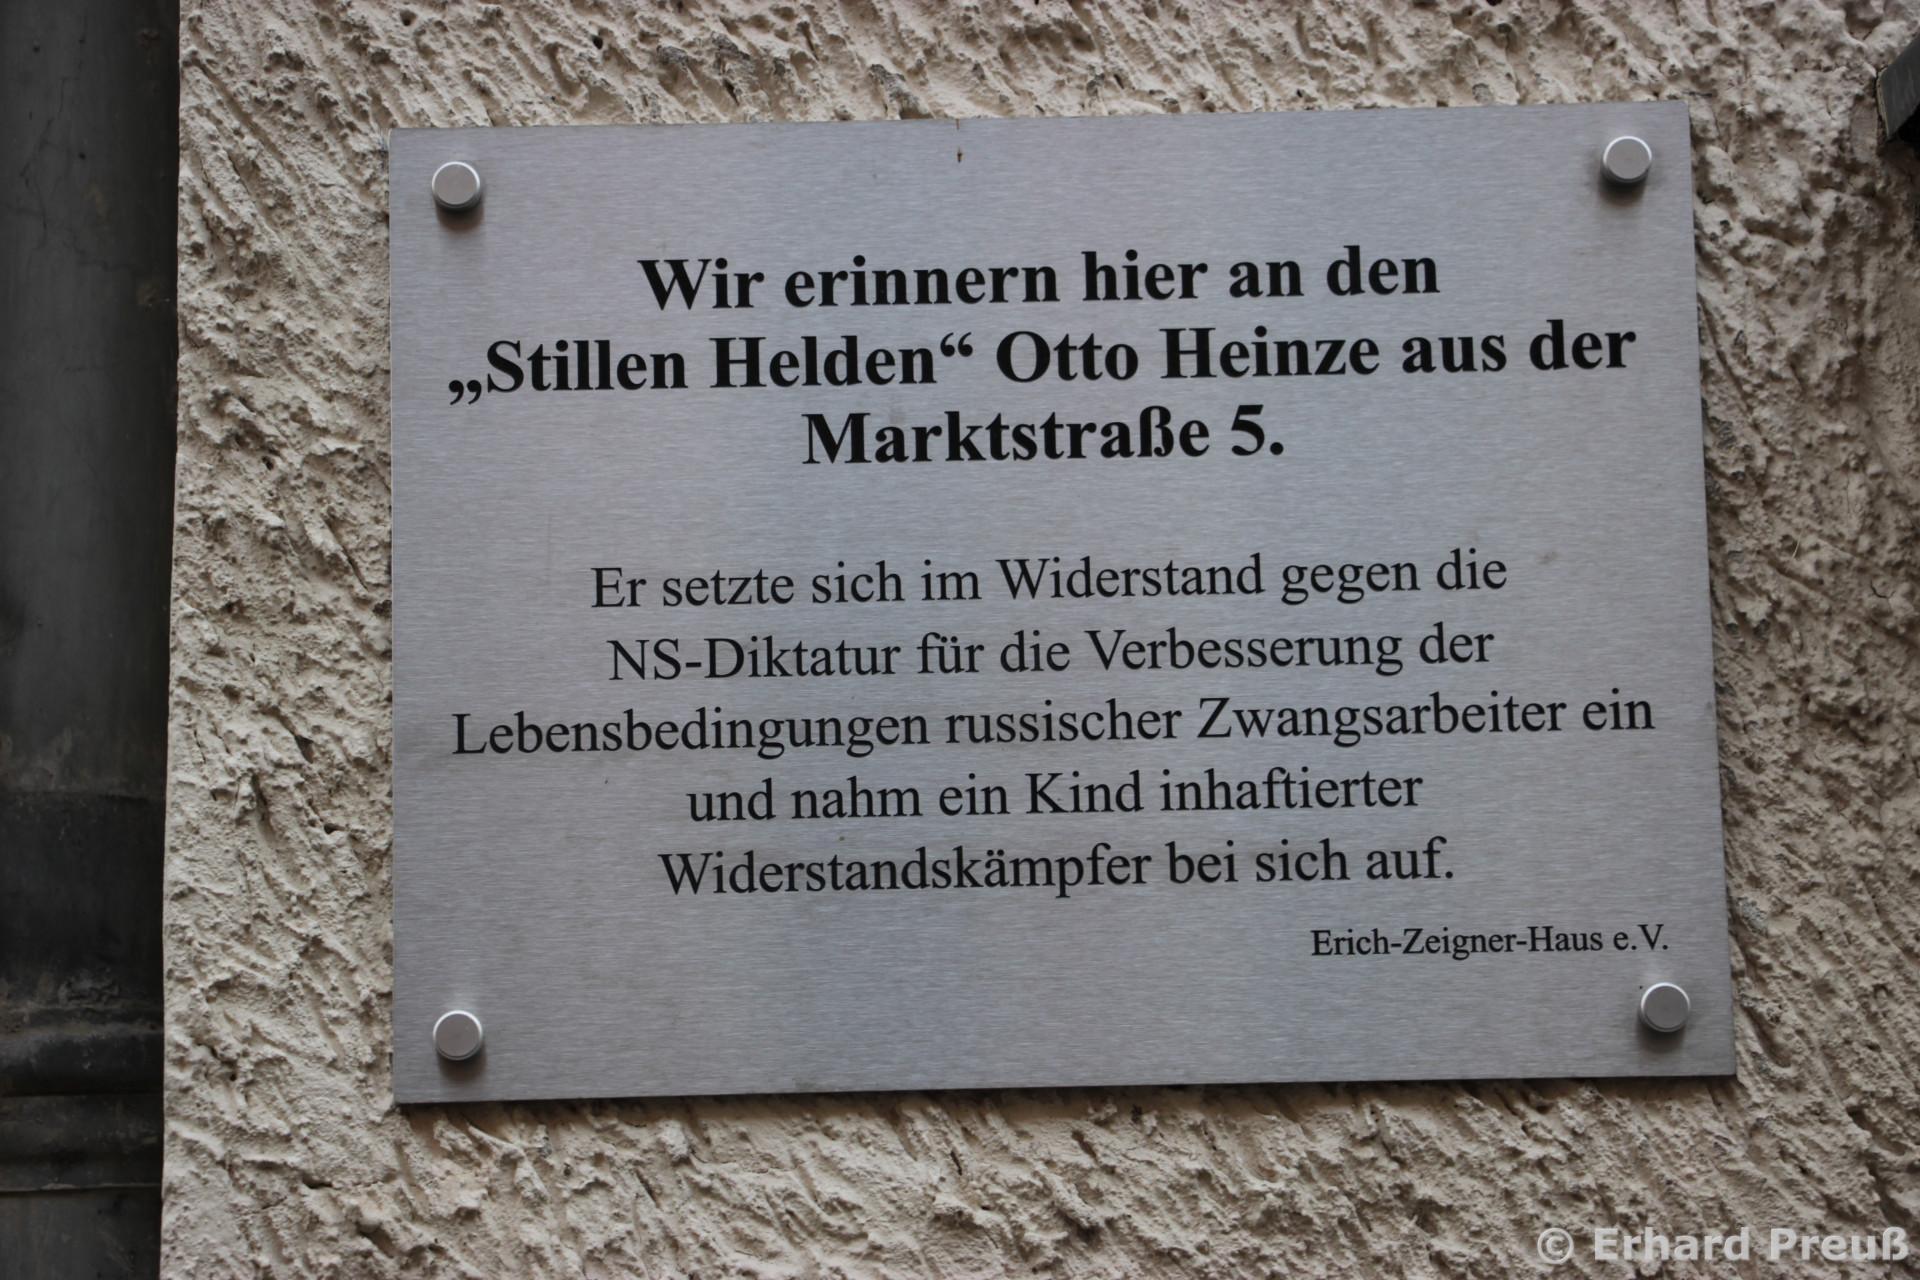 Wir erinnern hier an den
„Stillen Helden“ Otto Heinze aus der
Marktstraße 5.
Er setzte sich im Widerstand gegen die
NS-Diktatur für die Verbesserung der
Lebensbedingungen russischer Zwangsarbeiter ein
und nahm ein Kind inhaftierter
Widerstandskämpfer bei sich auf.
Erich-Zeigner-Haus e.V.
© Erhard Preuß